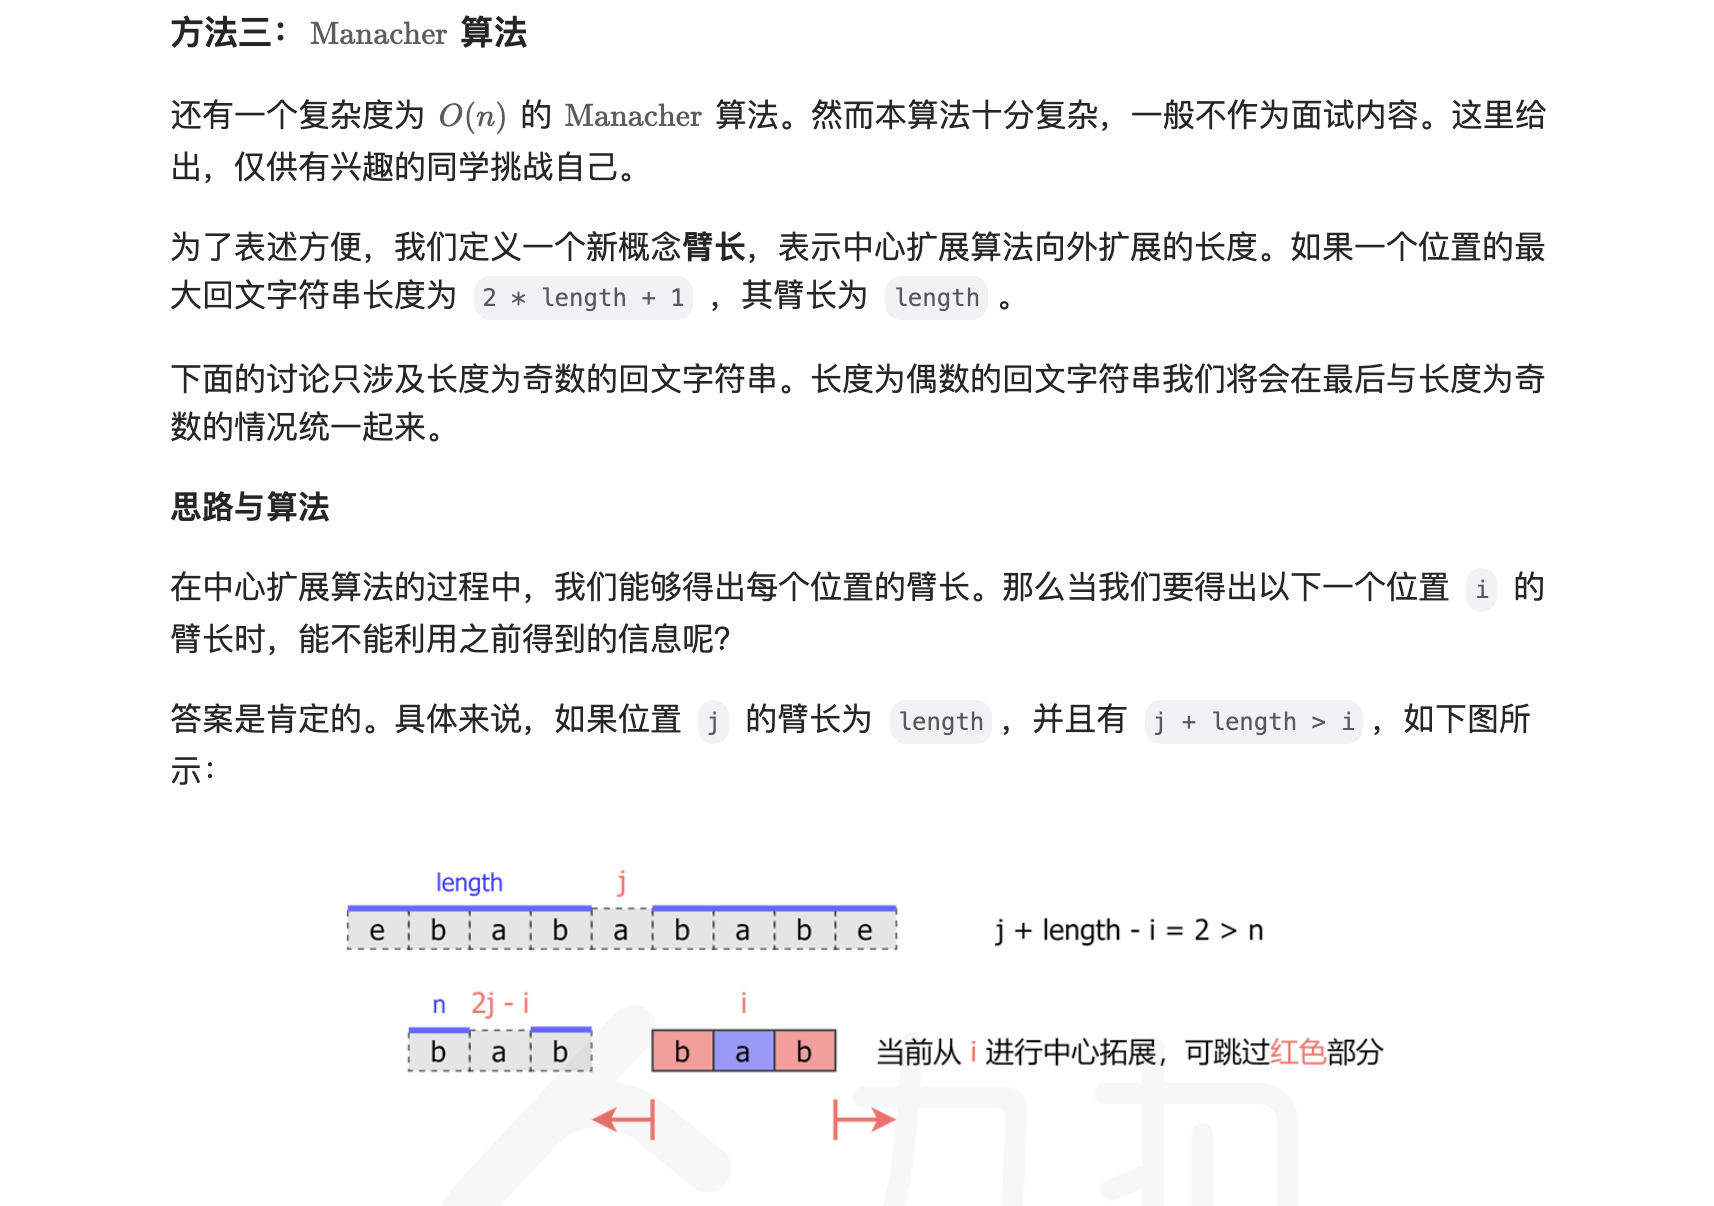 方法三： Manacher 算法
还有一个复杂度为 O(n) 的 Manacher 算法。然而本算法十分复杂，一般不作为面试内容。这里给
出，仅供有兴趣的同学挑战自己。
为了表述方便，我们定义一个新概念臂长，表示中心扩展算法向外扩展的长度。如果一个位置的最
大回文字符串长度为 2 * length + 1 ，其臂长为 length 。
下面的讨论只涉及长度为奇数的回文字符串。长度为偶数的回文字符串我们将会在最后与长度为奇
数的情况统一起来。
思路与算法
在中心扩展算法的过程中，我们能够得出每个位置的臂长。那么当我们要得出以下一个位置 i 的
臂长时，能不能利用之前得到的信息呢？
答案是肯定的。具体来说，如果位置 j 的臂长为 length，并且有 j + length > i，如下图所
示：
length j
e b a b a b a b e j + length - i = 2 > n
n 2j - i i
b a b b a b 当前从 i 进行中心拓展，可跳过红色部分
力扣